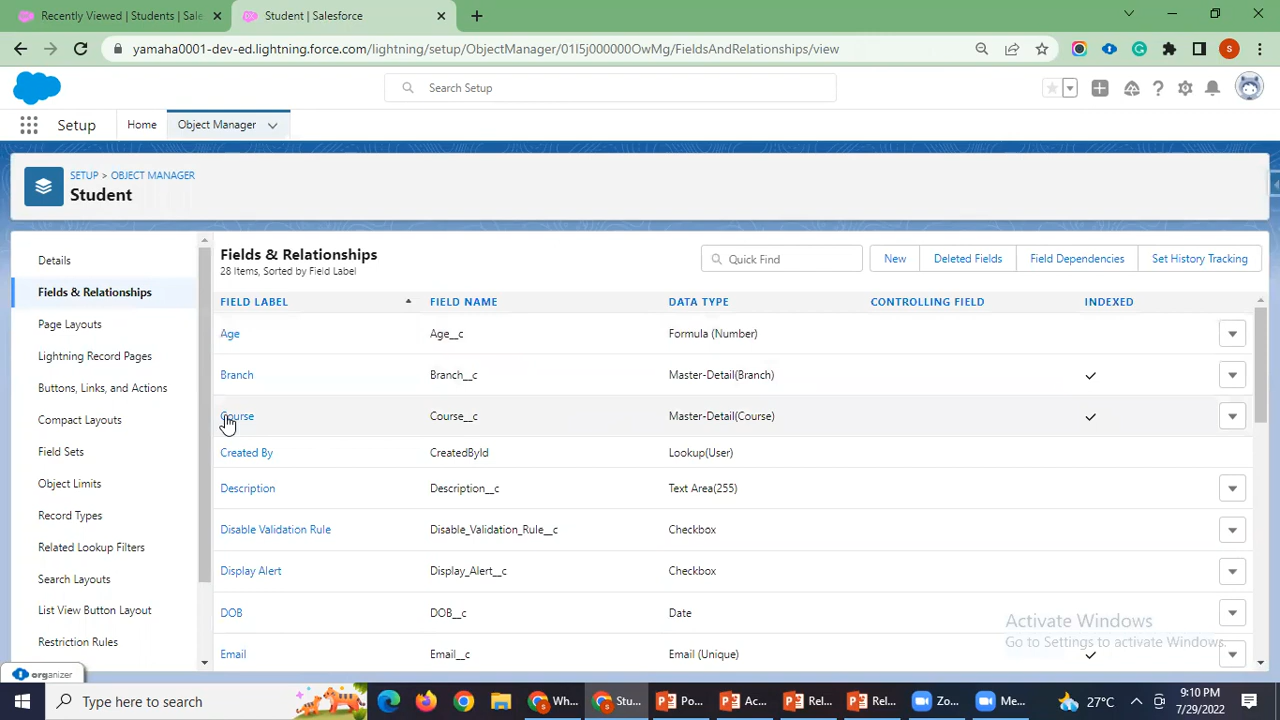 Recently Viewed | Students | Sale
Student | Salesforce
yamaha0001-dev-ed.lightning.force.com/lightning/setup/ObjectManager/01I5j000000OwMg/FieldsAndRelationships/view
S
Search Setup
Setup
Home
Object Manager
SETUP > OBJECT MANAGER
Student
Details
Fields & Relationships
Page Layouts
Lightning Record Pages
Buttons, Links, and Actions
Compact Layouts
Field Sets
Object Limits
Record Types
Related Lookup Filters
Search Layouts
List View Button Layout
Restriction Rules
Fields & Relationships
28 Items, Sorted by Field Label
Quick Find
New
Deleted Fields
Field Dependencies
Set History Tracking
FIELD LABEL FIELD NAME DATA TYPE CONTROLLING FIELD INDEXED
Age Age__c Formula (Number)
Branch Branch__c Master-Detail(Branch)
Course Course__c Master-Detail(Course)
Created By CreatedById Lookup(User)
Description Description__c Text Area(255)
Disable Validation Rule Disable_Validation_Rule__c Checkbox
Display Alert Display_Alert__c Checkbox
DOB DOB__c Date
Email Email__c Email (Unique)
Activate Windows
Go to Settings to activate Windows.
organizer
Type here to search
Wh...
Stu...
Po...
Ac...
Rel...
Rel...
Zo...
Me...
27°C
9:10 PM
7/29/2022